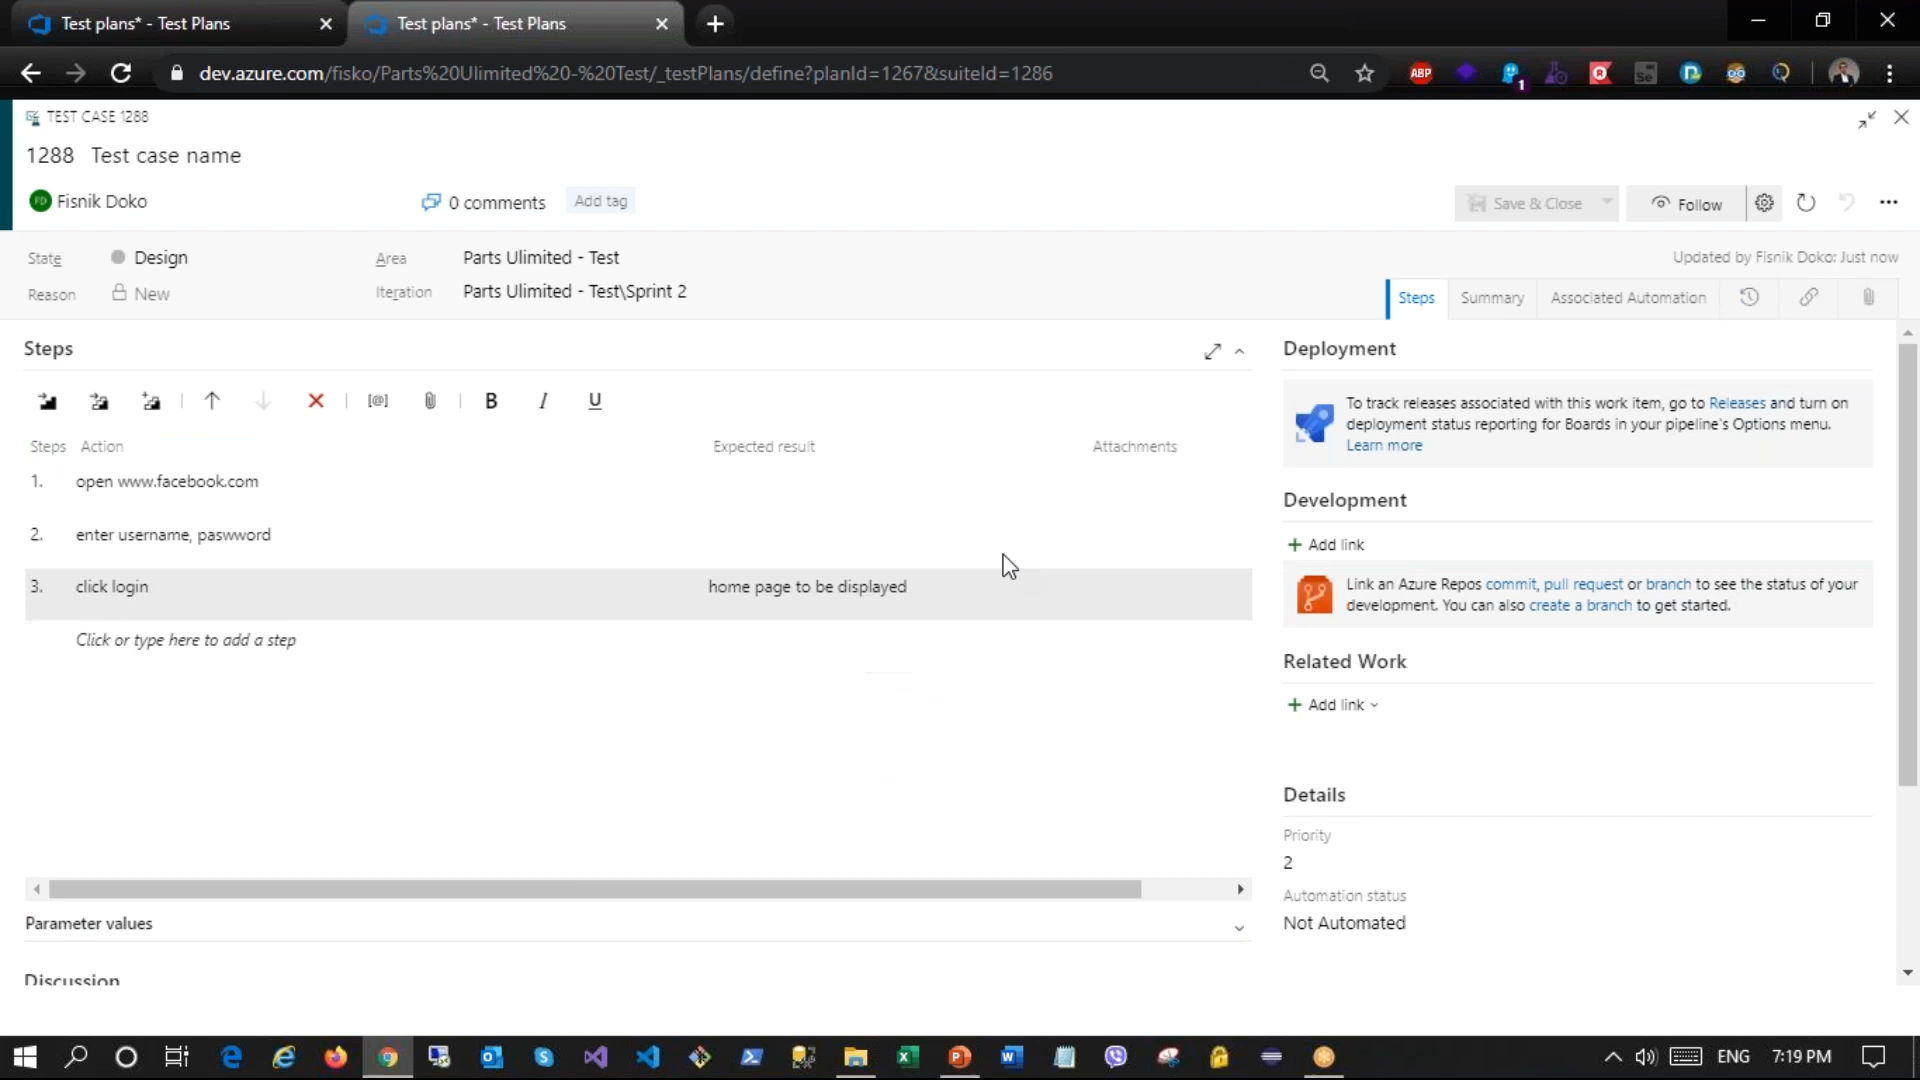 Test plans* - Test Plans
Test plans* - Test Plans
dev.azure.com/fisko/Parts%20Ulimited%20-%20Test/_testPlans/define?planId=1267&suiteId=1286
ABP
1
TEST CASE 1288
1288 Test case name
FD Fisnik Doko
0 comments
Add tag
Save & Close
Follow
State
Design
Area
Parts Ulimited - Test
Updated by Fisnik Doko: Just now
Reason
New
Iteration
Parts Ulimited - Test\Sprint 2
Steps
Summary
Associated Automation
Steps
[@]
B
I
U
Steps
Action
Expected result
Attachments
1. open www.facebook.com
2. enter username, paswword
3. click login
home page to be displayed
Click or type here to add a step
Parameter values
Discussion
Deployment
To track releases associated with this work item, go to Releases and turn on
deployment status reporting for Boards in your pipeline's Options menu.
Learn more
Development
+ Add link
Link an Azure Repos commit, pull request or branch to see the status of your
development. You can also create a branch to get started.
Related Work
+ Add link
Details
Priority
2
Automation status
Not Automated
ENG
7:19 PM